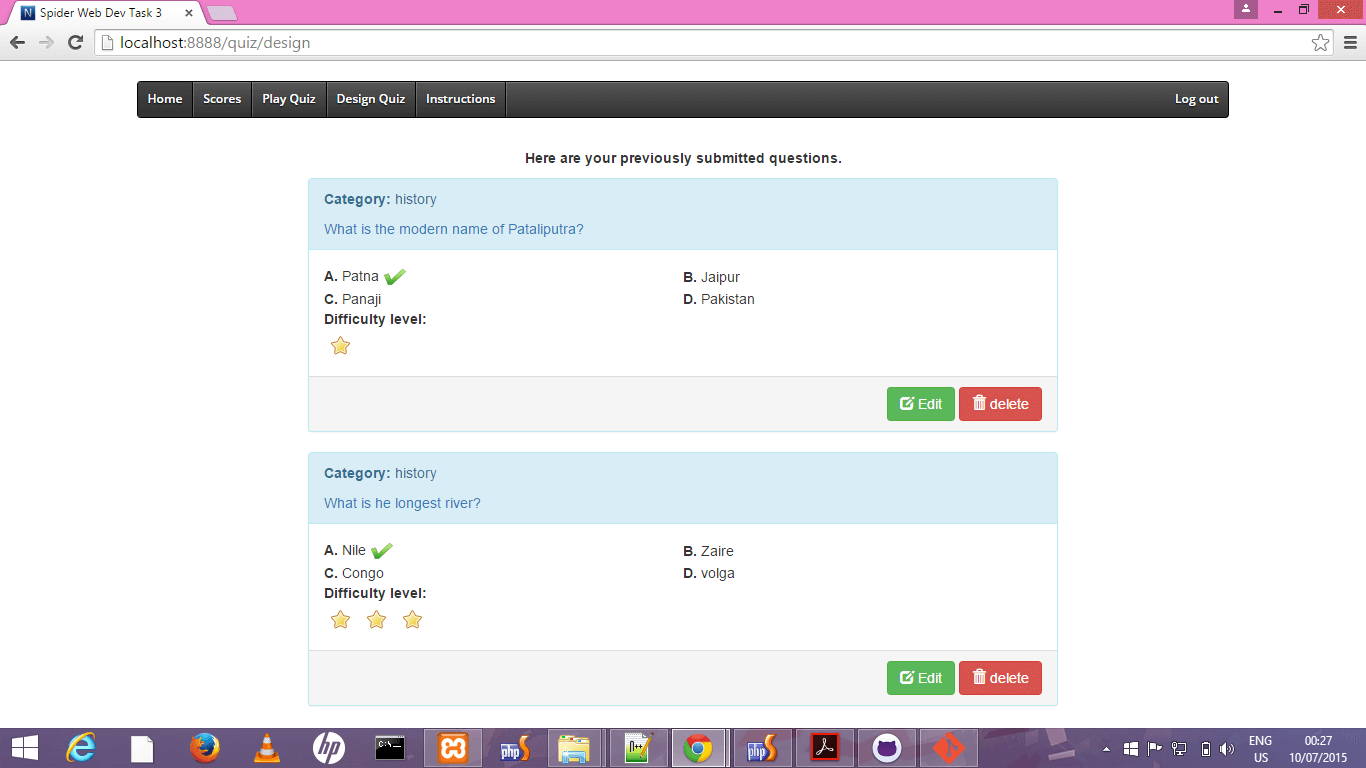 Spider Web Dev Task 3
localhost:8888/quiz/design
Home Scores Play Quiz Design Quiz Instructions Log out
Here are your previously submitted questions.
Category: history
What is the modern name of Pataliputra?
A. Patna B. Jaipur
C. Panaji D. Pakistan
Difficulty level:
Edit delete
Category: history
What is he longest river?
A. Nile B. Zaire
C. Congo D. volga
Difficulty level:
Edit delete
ENG 00:27
US 10/07/2015